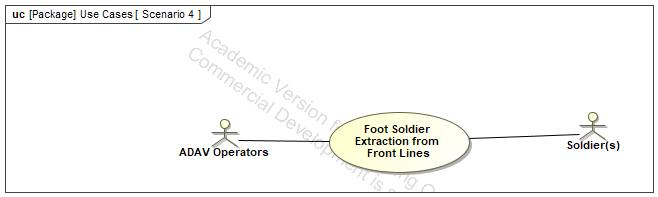 uc [Package] Use Cases [ Scenario 4 ]
Academic Version for
Commercial Development is
Foot Soldier
Extraction from
Front Lines
ADAV Operators
Soldier(s)